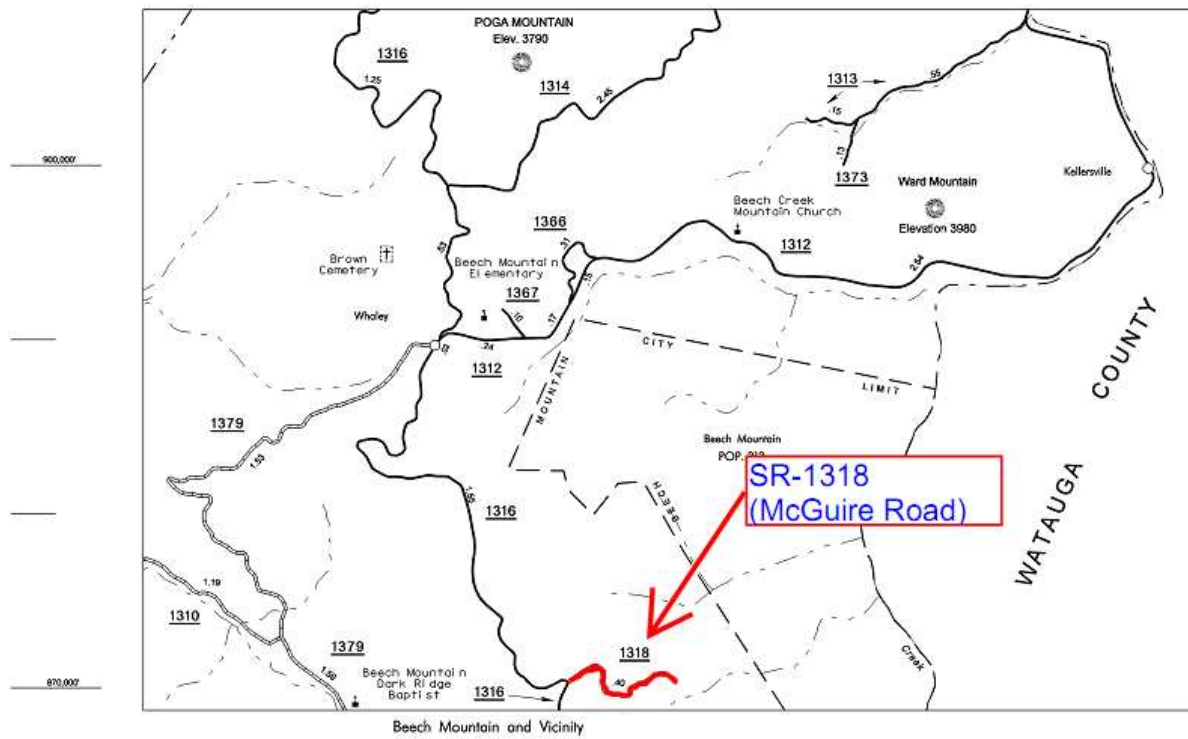 POGA MOUNTAIN
Elev. 3790
1316
1.25
1314
2.45
1313
.55
.15
.13
1373
900,000'
Kellersville
Ward Mountain
Elevation 3980
Beech Creek
Mountain Church
1312
2.64
1366
.31
.15
.53
Brown
Cemetery
Beech Mountain
Elementary
1367
.10
.17
Whaley
.24
1312
CITY
LIMIT
MOUNTAIN
COUNTY
WATAUGA
1379
1.53
Beech Mountain
POP.
SR-1318
(McGuire Road)
1316
BEECH
1.19
1310
1379
1.50
Beech Mountain
Dark Ridge
Baptist
1316
1318
.40
Creek
870,000'
Beech Mountain and Vicinity